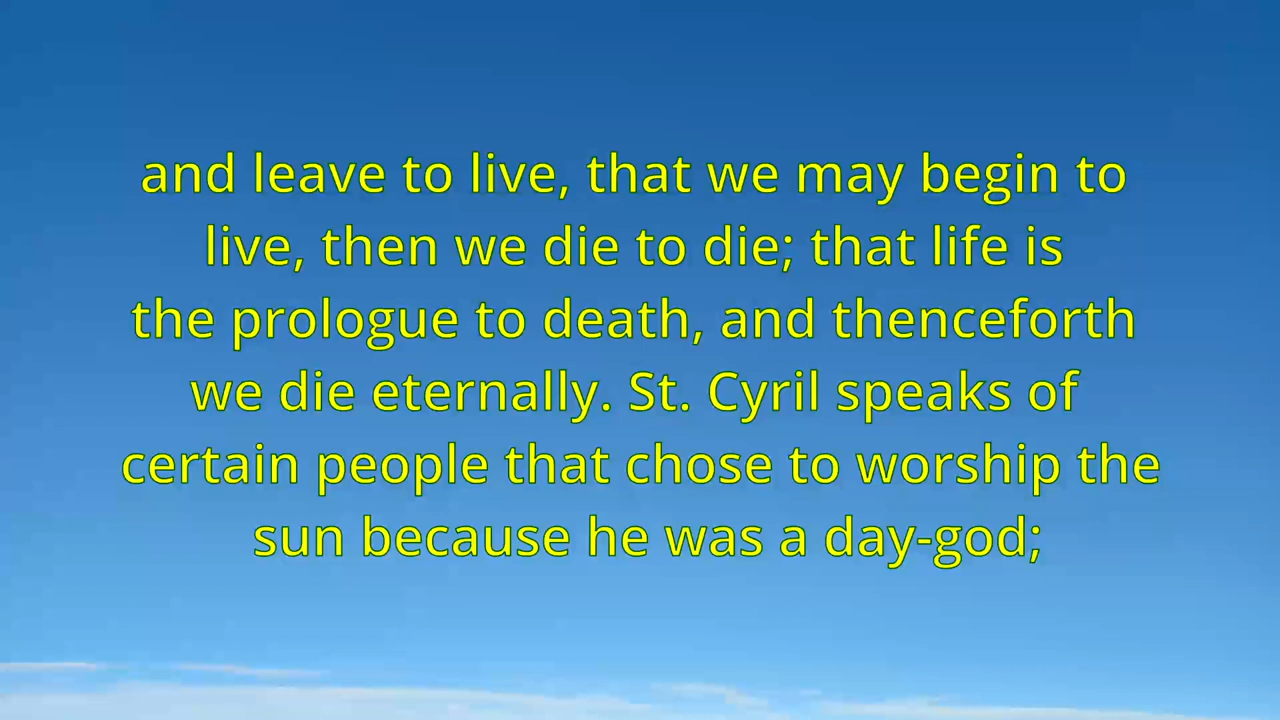 and leave to live, that we may begin to
live, then we die to die; that life is
the prologue to death, and thenceforth
we die eternally. St. Cyril speaks of
certain people that chose to worship the
sun because he was a day-god;